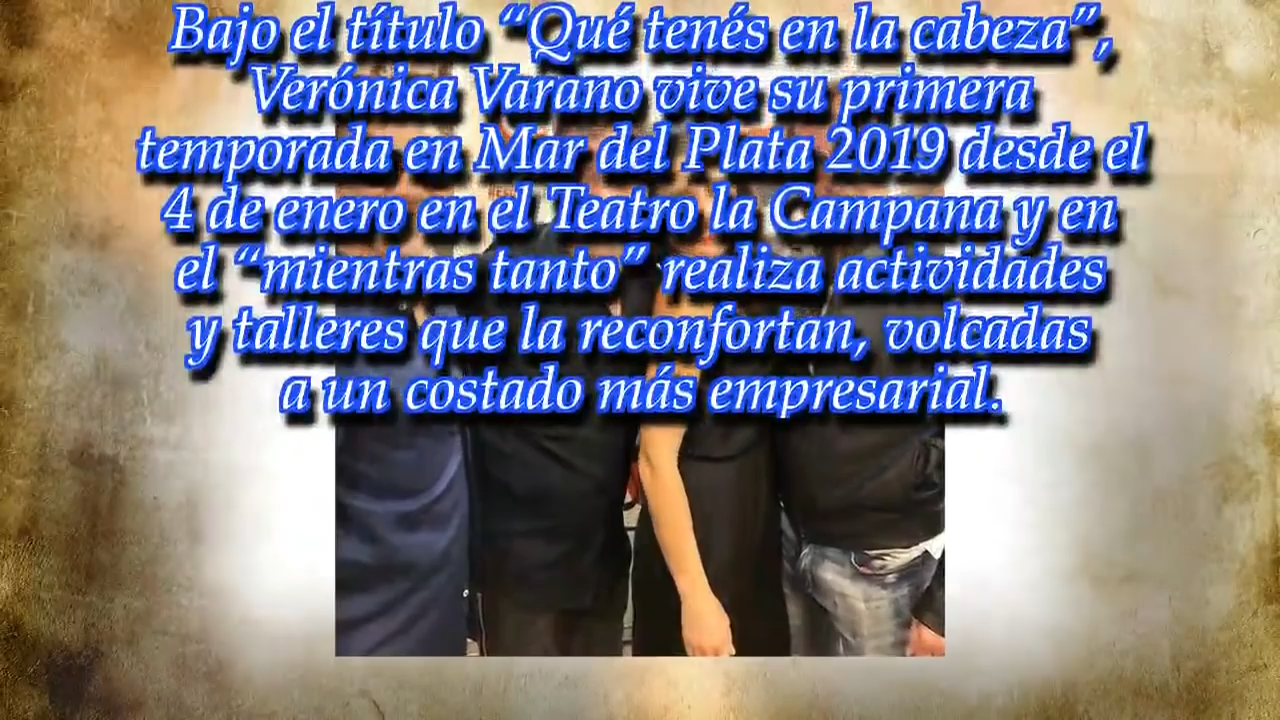 Bajo el título “Qué tenés en la cabeza”,
Verónica Varano vive su primera
temporada en Mar del Plata 2019 desde el
4 de enero en el Teatro la Campana y en
el “mientras tanto” realiza actividades
y talleres que la reconfortan, volcadas
a un costado más empresarial.